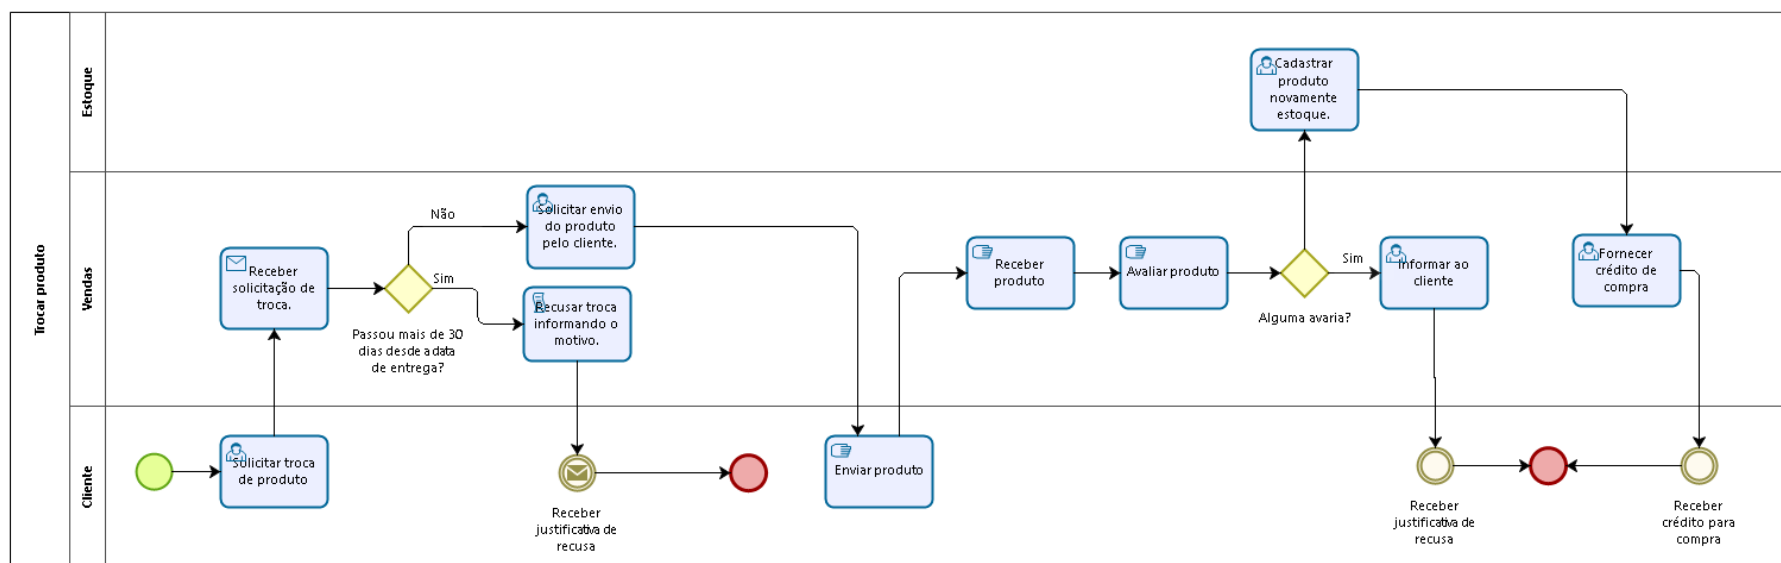 Trocar produto
Estoque
Cadastrar
produto
novamente
estoque.
Vendas
Receber
solicitação de
troca.
Passou mais de 30
dias desde a data
de entrega?
Não
Sim
Solicitar envio
do produto
pelo cliente.
Recusar troca
informando o
motivo.
Receber
produto
Avaliar produto
Alguma avaria?
Sim
Informar ao
cliente
Fornecer
crédito de
compra
Cliente
Solicitar troca
de produto
Receber
justificativa de
recusa
Enviar produto
Receber
justificativa de
recusa
Receber
crédito para
compra